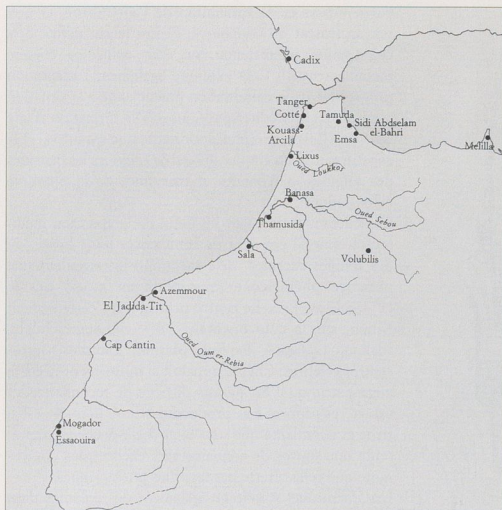 Cadix
Tanger
Cotté
Kouass-
Arcila
Tamuda
Sidi Abdselam
el-Bahri
Emsa
Melilla
Lixus
Oued Loukkos
Banasa
Oued Sebou
Thamusida
Sala
Volubilis
Azemmour
El Jadida-Tit
Cap Cantin
Oued Oum er-Rebia
Mogador
Essaouira